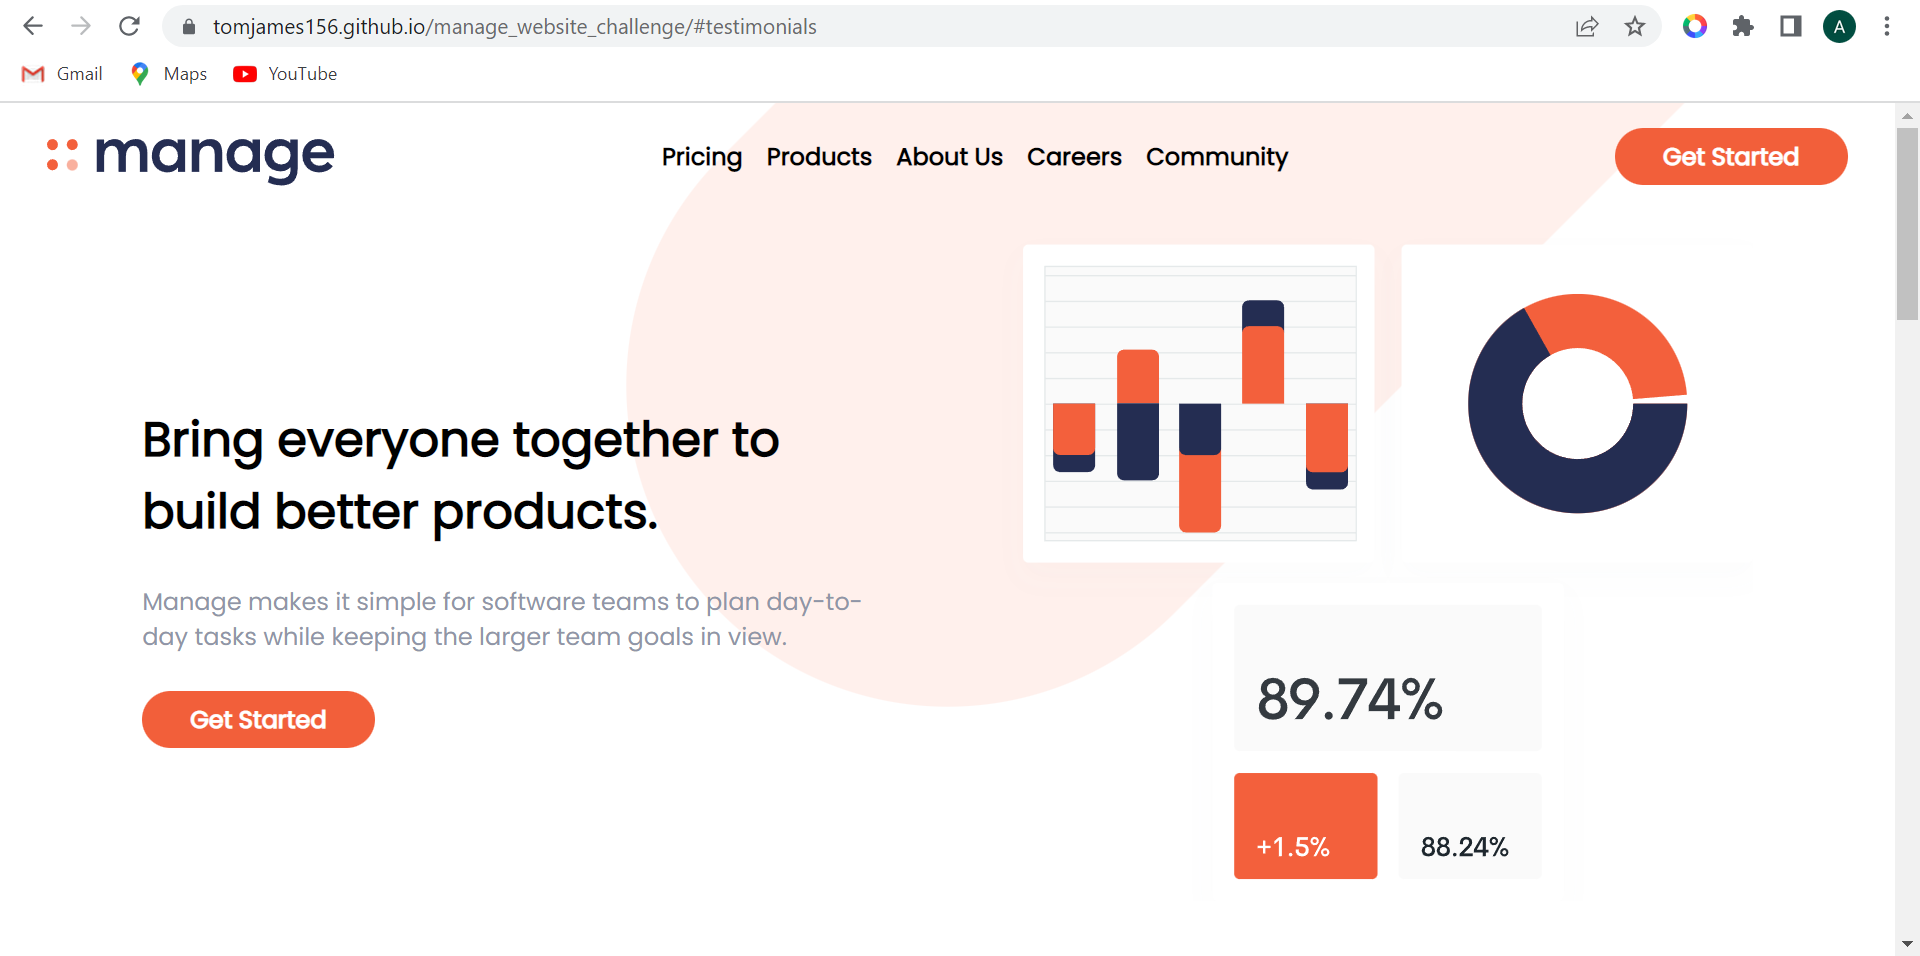 tomjames156.github.io/manage_website_challenge/#testimonials
A
Gmail Maps YouTube
manage
Pricing Products About Us Careers Community
Get Started
Bring everyone together to
build better products.
Manage makes it simple for software teams to plan day-to-
day tasks while keeping the larger team goals in view.
Get Started
89.74%
+1.5% 88.24%